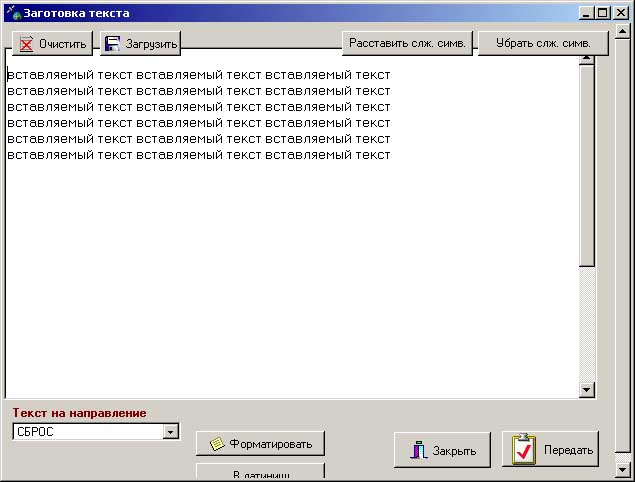 Заготовка текста
Очистить
Загрузить
Расставить слж. симв.
Убрать слж. симв.
вставляемый текст вставляемый текст вставляемый текст
вставляемый текст вставляемый текст вставляемый текст
вставляемый текст вставляемый текст вставляемый текст
вставляемый текст вставляемый текст вставляемый текст
вставляемый текст вставляемый текст вставляемый текст
вставляемый текст вставляемый текст вставляемый текст
Текст на направление
СБРОС
Форматировать
Закрыть
Передать
В латиницу